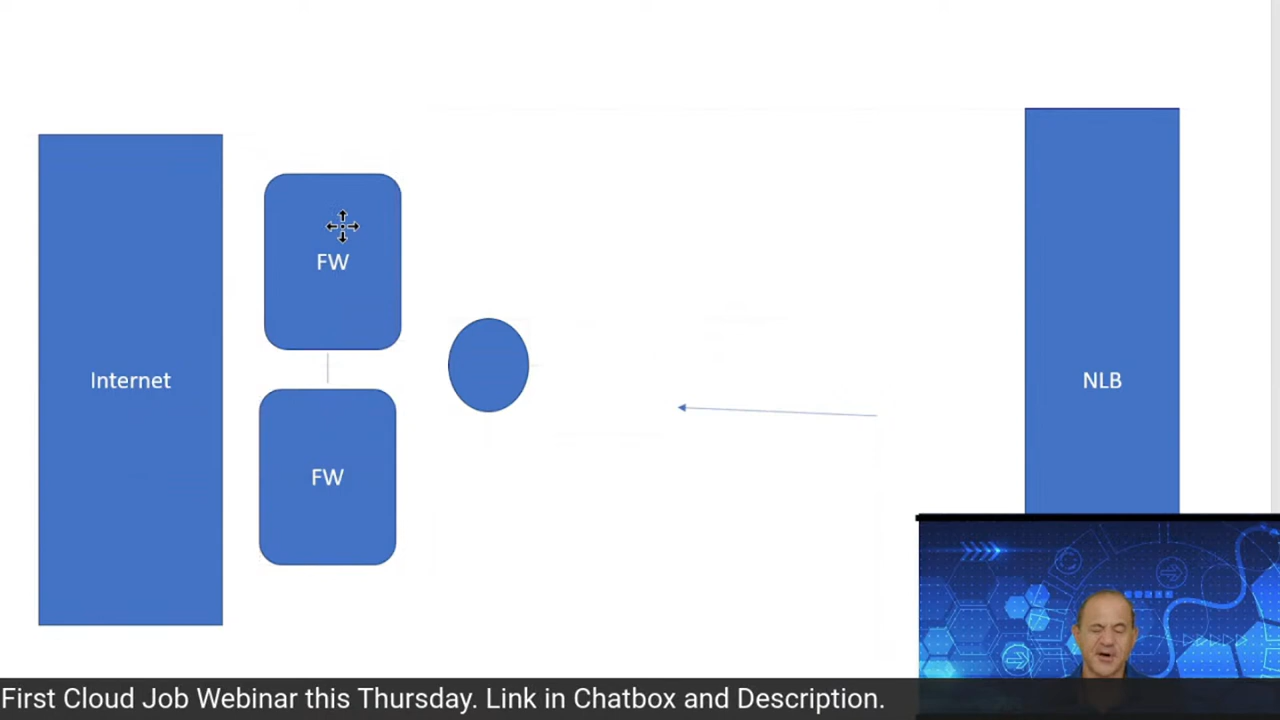 FW
Internet
NLB
FW
First Cloud Job Webinar this Thursday. Link in Chatbox and Description.